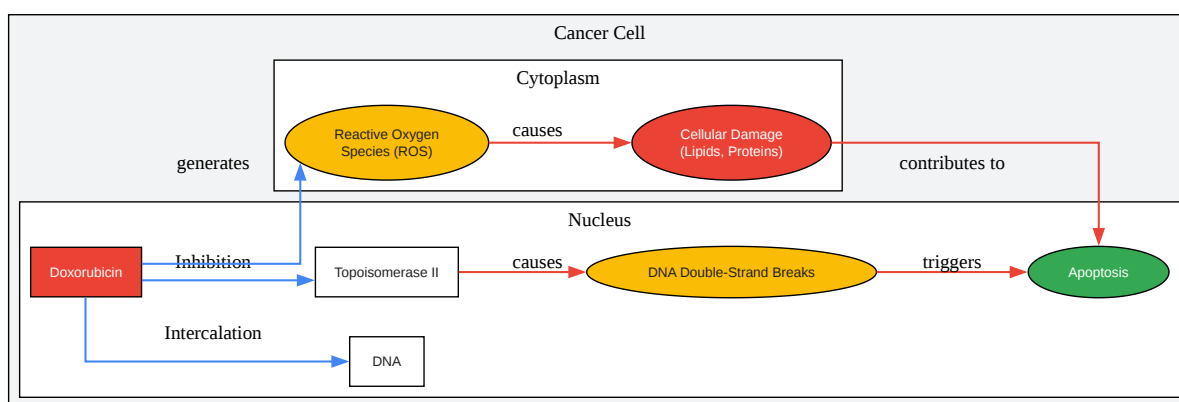 Cancer Cell
Cytoplasm
Reactive Oxygen
Species (ROS)
causes
Cellular Damage
(Lipids, Proteins)
generates
contributes to
Nucleus
Doxorubicin
Inhibition
Topoisomerase II
causes
DNA Double-Strand Breaks
triggers
Apoptosis
Intercalation
DNA